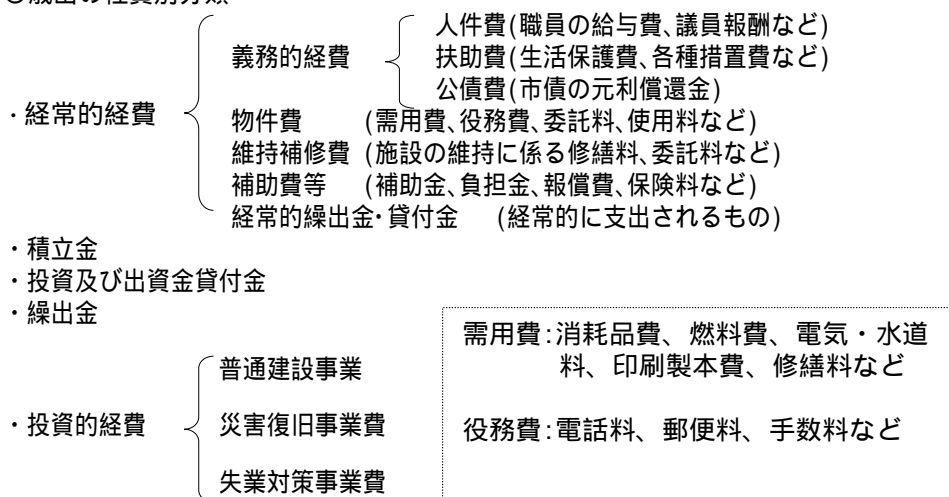 人件費(職員の給与費、議員報酬など)
義務的経費 扶助費(生活保護費、各種措置費など)
公債費(市債の元利償還金)
・経常的経費
物件費 (需用費、役務費、委託料、使用料など)
維持補修費 (施設の維持に係る修繕料、委託料など)
補助費等 (補助金、負担金、報償費、保険料など)
経常的繰出金・貸付金 (経常的に支出されるもの)
・積立金
・投資及び出資金貸付金
・繰出金
普通建設事業
・投資的経費 災害復旧事業費
失業対策事業費
需用費:消耗品費、燃料費、電気・水道
料、印刷製本費、修繕料など
役務費:電話料、郵便料、手数料など